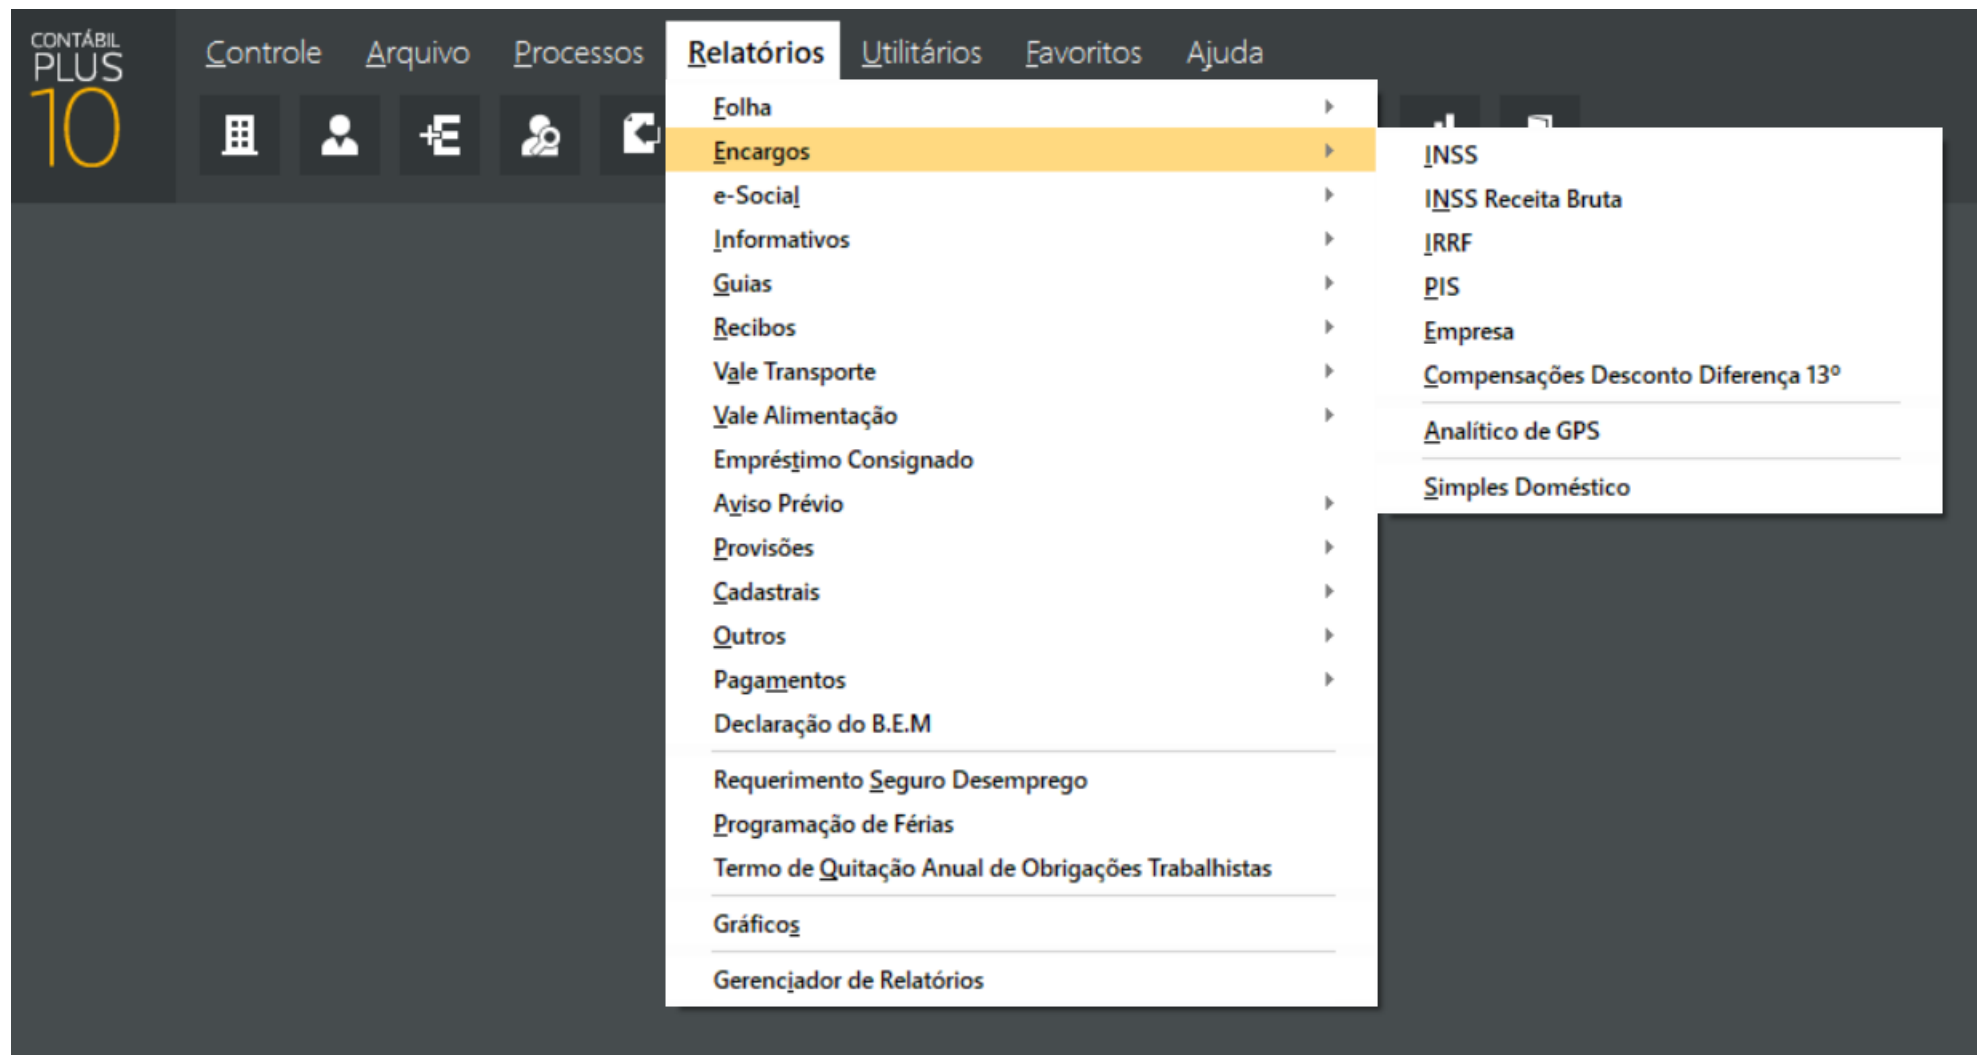 CONTÁBIL
PLUS
10
Controle Arquivo Processos Relatórios Utilitários Favoritos Ajuda
Folha
Encargos
e-Social
Informativos
Guias
Recibos
Vale Transporte
Vale Alimentação
Empréstimo Consignado
Aviso Prévio
Provisões
Cadastrais
Outros
Pagamentos
Declaração do B.E.M
Requerimento Seguro Desemprego
Programação de Férias
Termo de Quitação Anual de Obrigações Trabalhistas
Gráficos
Gerenciador de Relatórios
INSS
INSS Receita Bruta
IRRF
PIS
Empresa
Compensações Desconto Diferença 13º
Analítico de GPS
Simples Doméstico